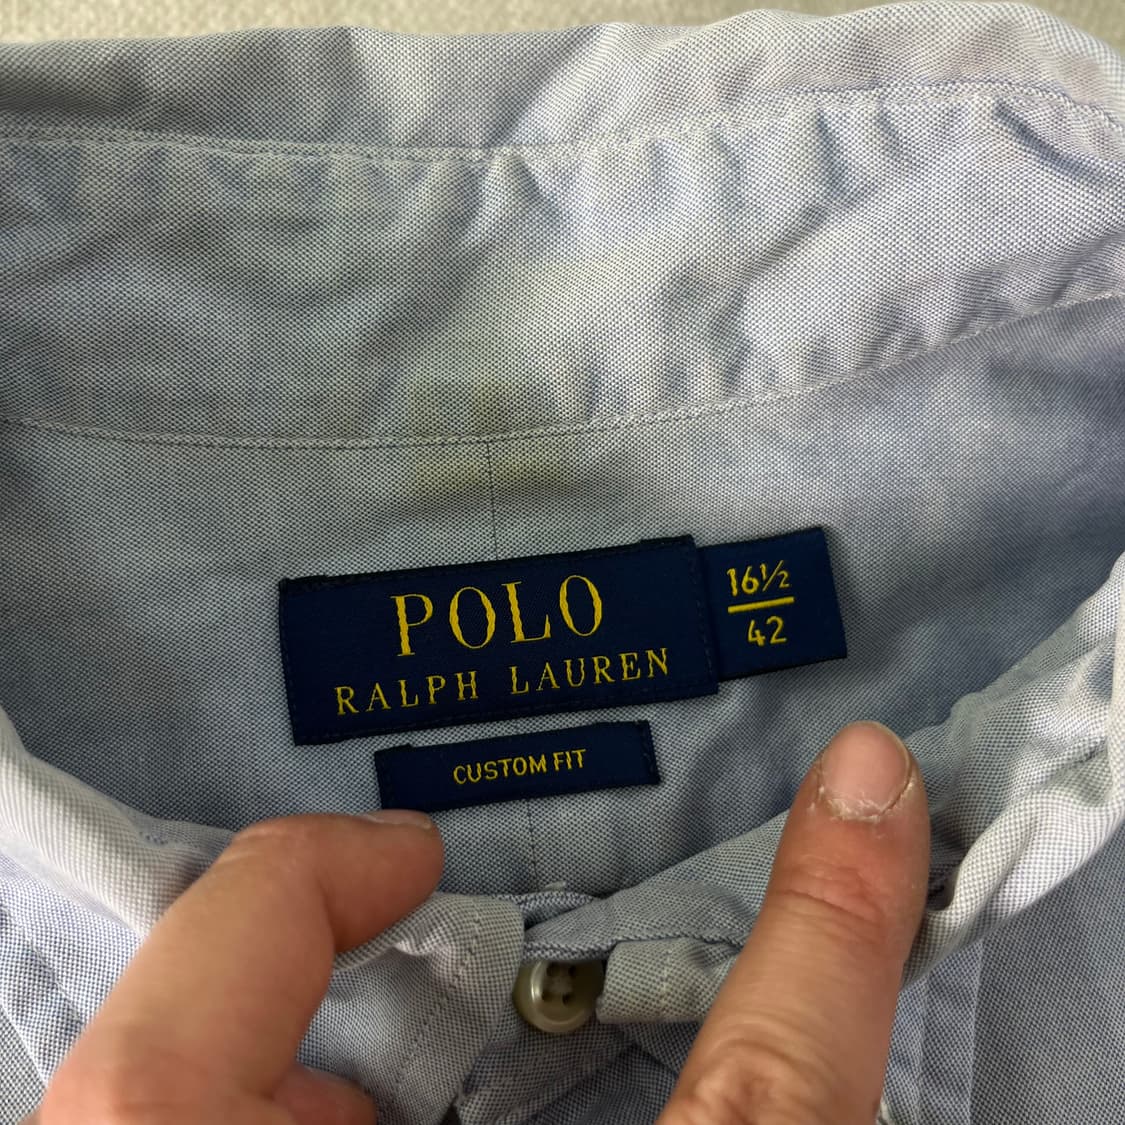 POLO
RALPH LAUREN
16½
42
CUSTOM FIT